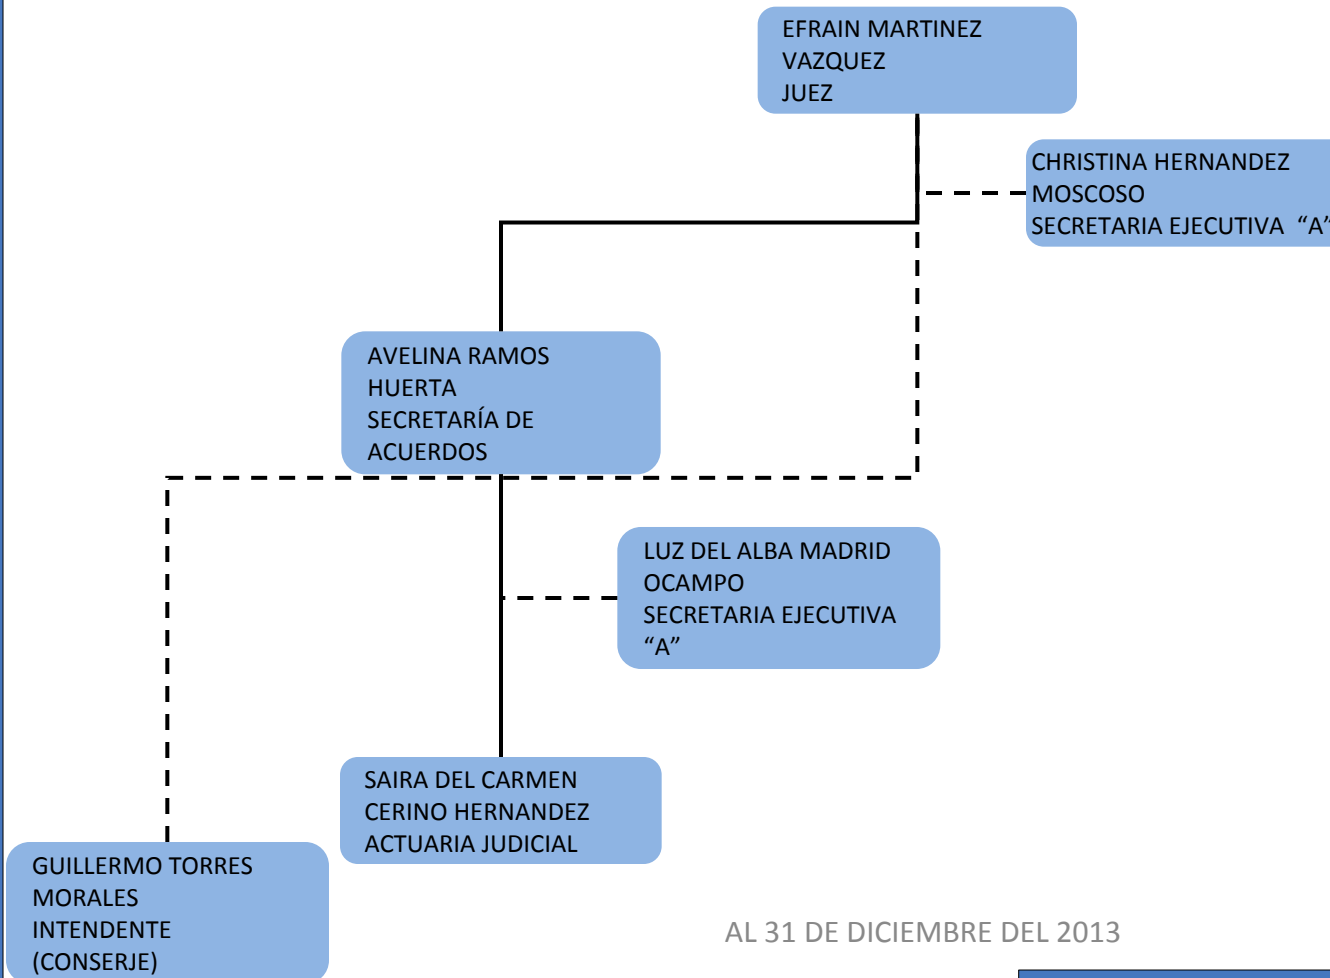 EFRAIN MARTINEZ
VAZQUEZ
JUEZ
CHRISTINA HERNANDEZ
MOSCOSO
SECRETARIA EJECUTIVA “A”
AVELINA RAMOS
HUERTA
SECRETARÍA DE
ACUERDOS
LUZ DEL ALBA MADRID
OCAMPO
SECRETARIA EJECUTIVA
“A”
SAIRA DEL CARMEN
CERINO HERNANDEZ
ACTUARIA JUDICIAL
GUILLERMO TORRES
MORALES
INTENDENTE
(CONSERJE)
AL 31 DE DICIEMBRE DEL 2013